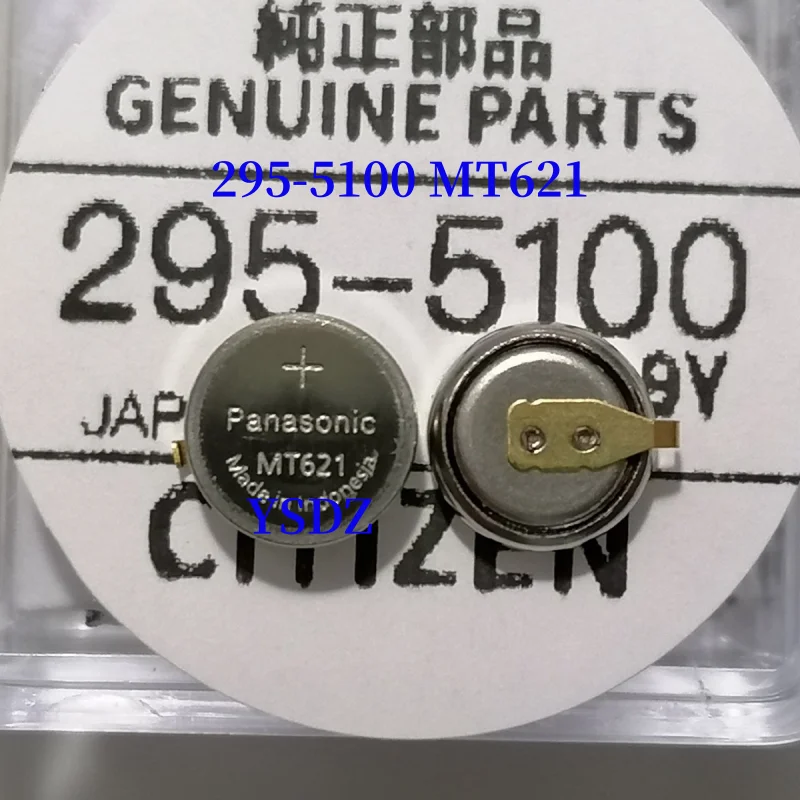 純正部品
GENUINE PARTS
295-5100 MT621
295-5100
JAP
9Y
+
Panasonic
MT621
Made in Indonesia
YSDZ
CITIZEN